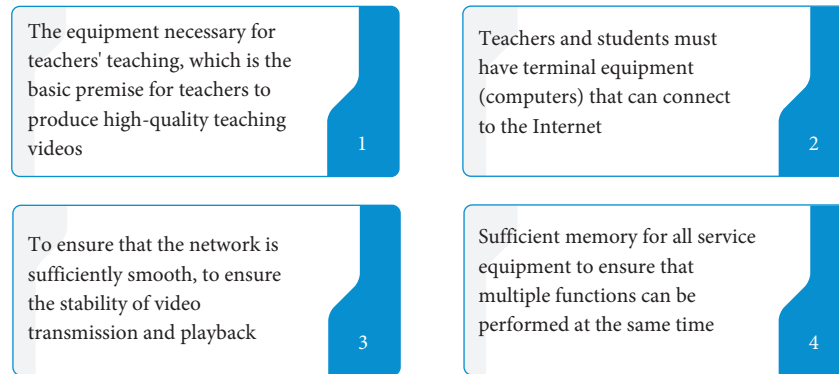 The equipment necessary for
teachers' teaching, which is the
basic premise for teachers to
produce high-quality teaching
videos
1
Teachers and students must
have terminal equipment
(computers) that can connect
to the Internet
2
To ensure that the network is
sufficiently smooth, to ensure
the stability of video
transmission and playback
3
Sufficient memory for all service
equipment to ensure that
multiple functions can be
performed at the same time
4